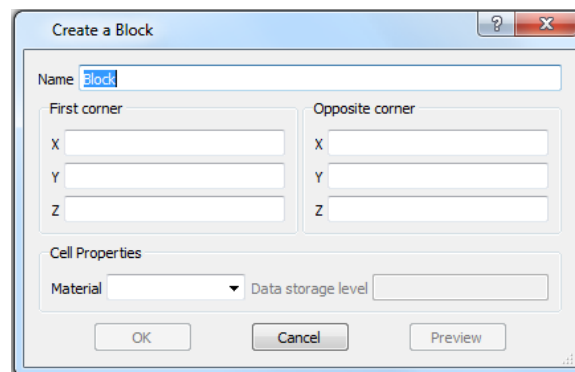 Create a Block
Name Block
First corner
Opposite corner
X
X
Y
Y
Z
Z
Cell Properties
Material
Data storage level
OK
Cancel
Preview